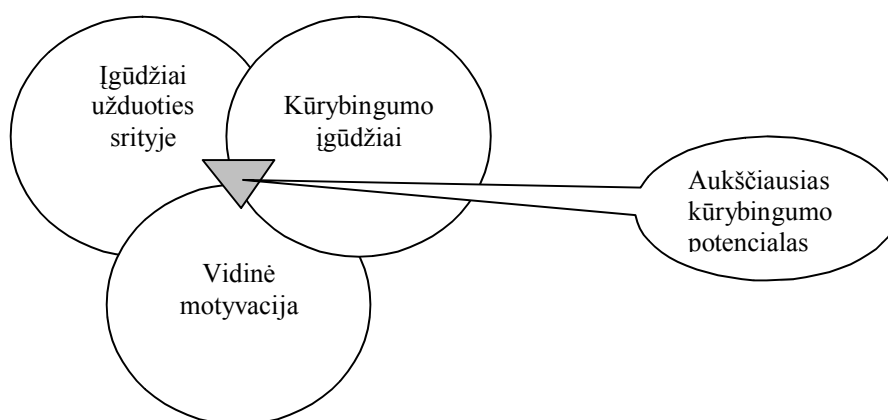 Įgūdžiai
užduoties
srityje
Kūrybingumo
įgūdžiai
Vidinė
motyvacija
Aukščiausias
kūrybingumo
potencialas